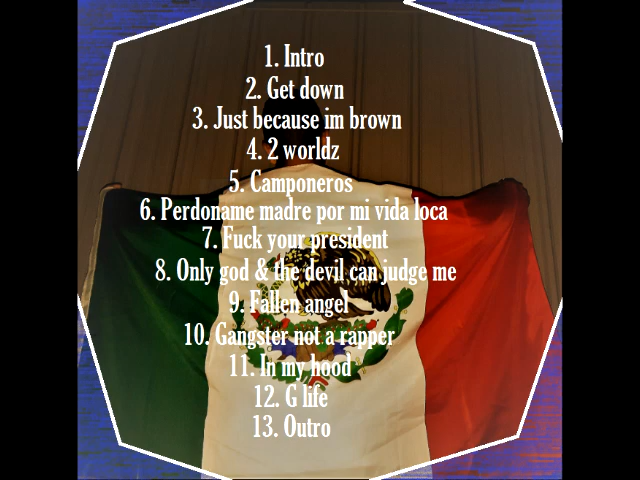 1. Intro
2. Get down
3. Just because im brown
4. 2 worldz
5. Camponeros
6. Perdoname madre por mi vida loca
7. Fuck your president
8. Only god & the devil can judge me
9. Fallen angel
10. Gangster not a rapper
11. In my hood
12. G life
13. Outro